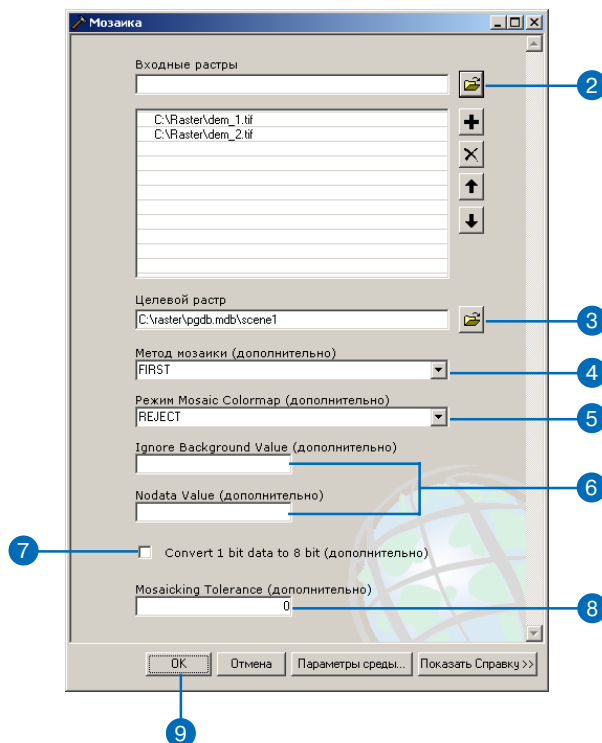 Мозаика
Входные растры
2
C:\Raster\dem_1.tif
C:\Raster\dem_2.tif
Целевой растр
C:\raster\pgdb.mdb\scene1
3
Метод мозаики (дополнительно)
FIRST
4
Режим Mosaic Colormap (дополнительно)
REJECT
5
Ignore Background Value (дополнительно)
6
Nodata Value (дополнительно)
7
Convert 1 bit data to 8 bit (дополнительно)
Mosaicking Tolerance (дополнительно)
0
8
OK Отмена Параметры среды... Показать Справку >>
9